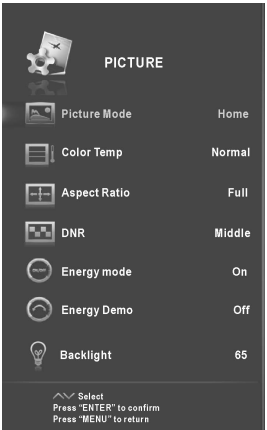 PICTURE
Picture Mode Home
Color Temp Normal
Aspect Ratio Full
DNR Middle
Energy mode On
Energy Demo Off
Backlight 65
Select
Press “ENTER” to confirm
Press “MENU” to return